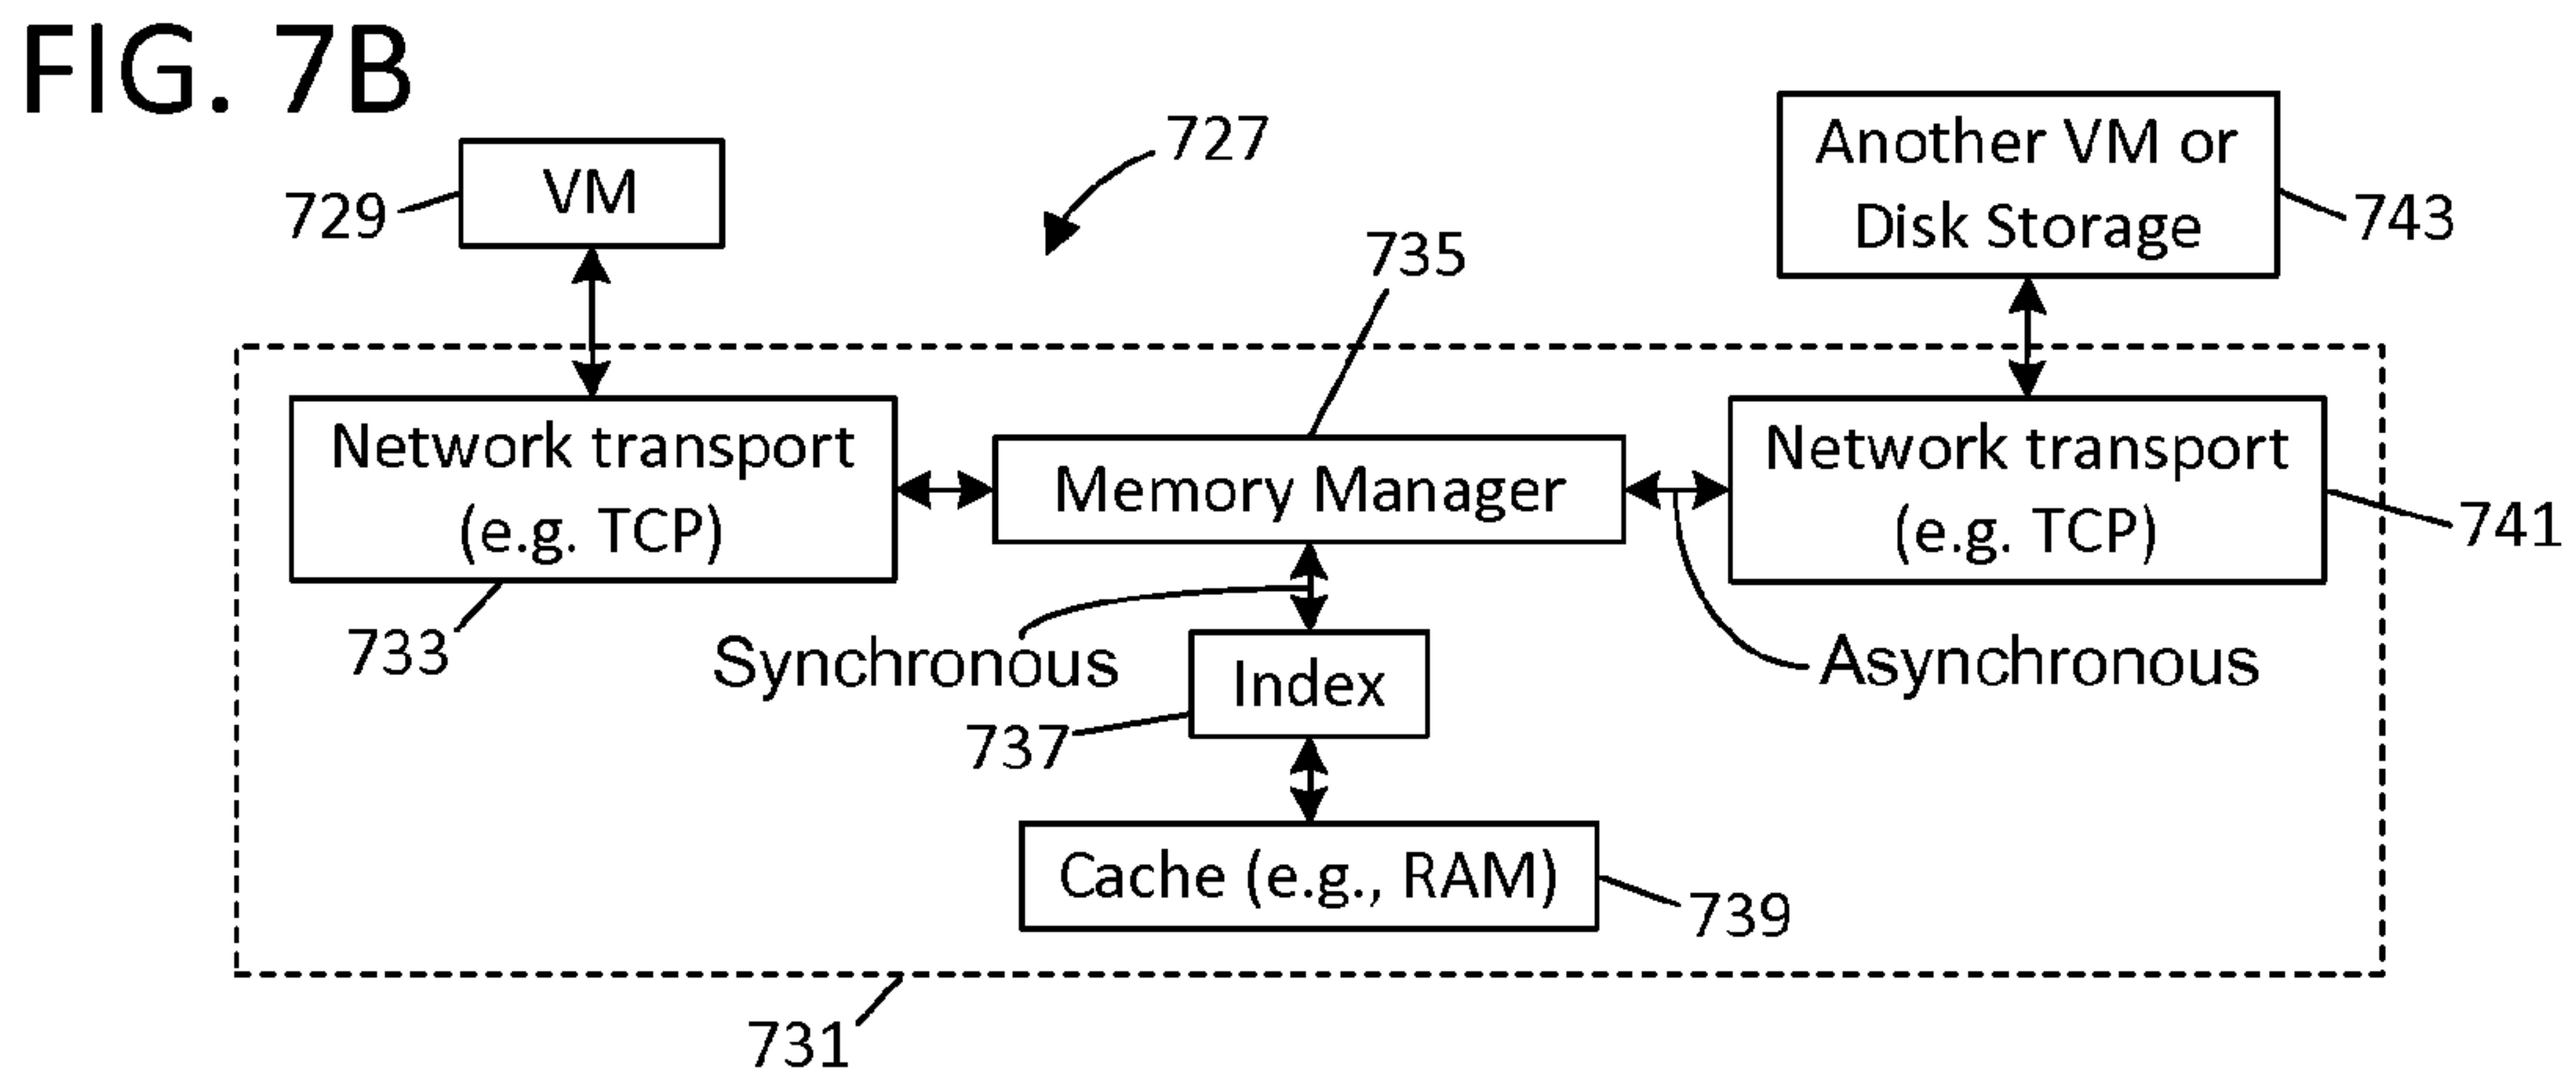 FIG. 7B
727
VM
729
Another VM or
Disk Storage
743
735
Network transport
(e.g. TCP)
733
Memory Manager
Network transport
(e.g. TCP)
741
Synchronous
Asynchronous
Index
737
Cache (e.g., RAM)
739
731